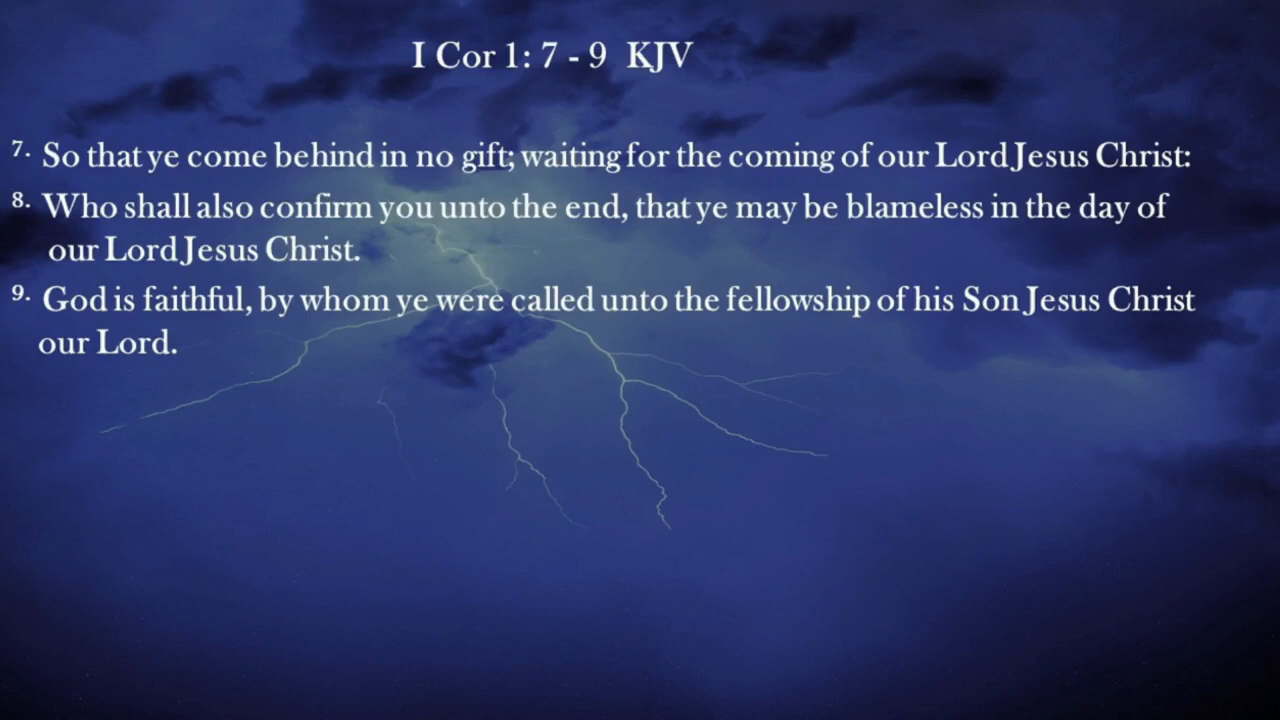 I Cor 1: 7 - 9 KJV
7. So that ye come behind in no gift; waiting for the coming of our Lord Jesus Christ:
8. Who shall also confirm you unto the end, that ye may be blameless in the day of
our Lord Jesus Christ.
9. God is faithful, by whom ye were called unto the fellowship of his Son Jesus Christ
our Lord.